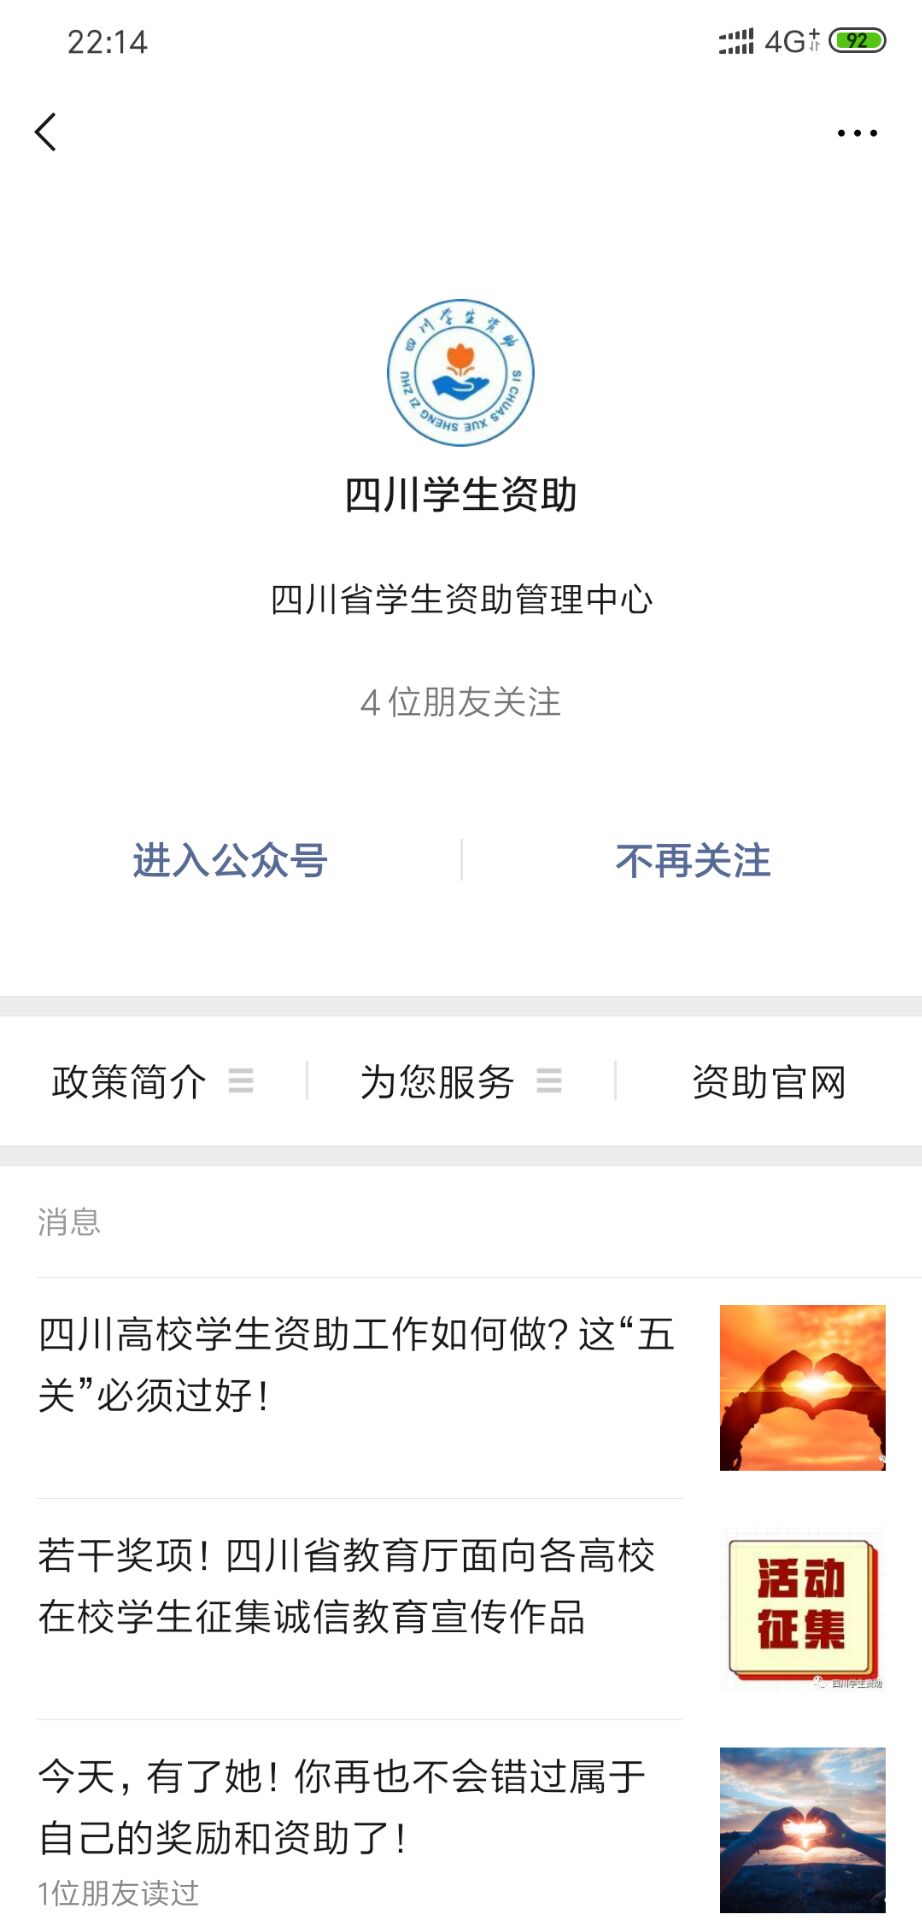 22:14
4G+
92
四川学生资助
SI CHUAS XUE SHENG ZI ZHU
四川学生资助
四川省学生资助管理中心
4位朋友关注
进入公众号
不再关注
政策简介
为您服务
资助官网
消息
四川高校学生资助工作如何做？这“五
关”必须过好！
若干奖项！四川省教育厅面向各高校
在校学生征集诚信教育宣传作品
活动
征集
四川学生资助
今天，有了她！你再也不会错过属于
自己的奖励和资助了！
1位朋友读过